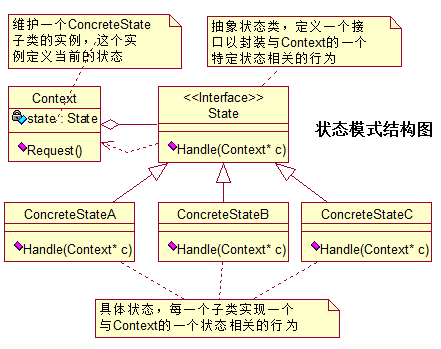 维护一个ConcreteState
子类的实例，这个实
例定义当前的状态
抽象状态类，定义一个接
口以封装与Context的一个
特定状态相关的行为
Context
state : State
Request()
<<Interface>>
State
Handle(Context* c)
状态模式结构图
ConcreteStateA
Handle(Context* c)
ConcreteStateB
Handle(Context* c)
ConcreteStateC
Handle(Context* c)
具体状态，每一个子类实现一个
与Context的一个状态相关的行为